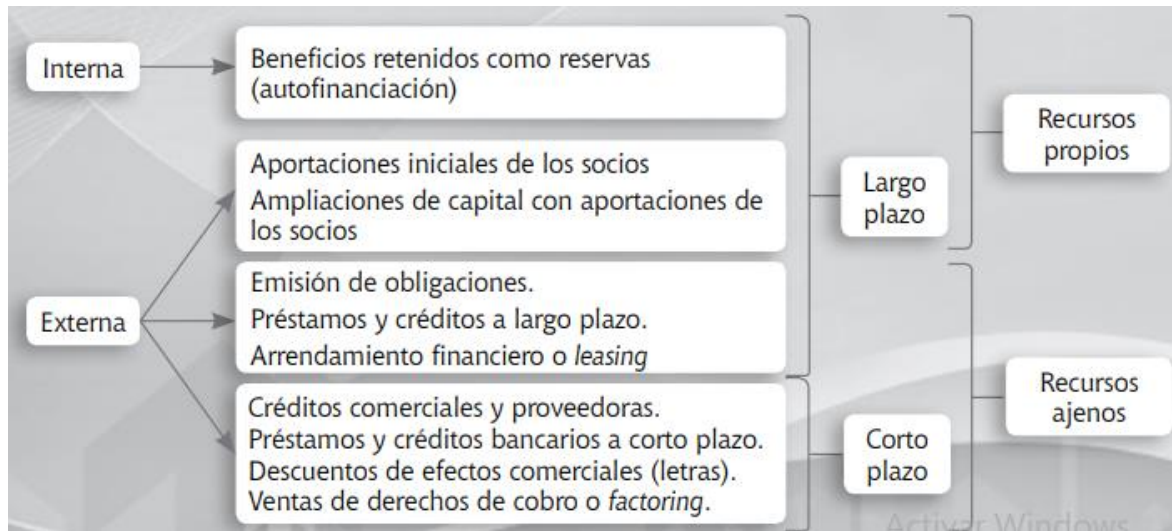 Interna
Beneficios retenidos como reservas
(autofinanciación)
Recursos
propios
Aportaciones iniciales de los socios
Ampliaciones de capital con aportaciones de
los socios
Largo
plazo
Externa
Emisión de obligaciones.
Préstamos y créditos a largo plazo.
Arrendamiento financiero o leasing
Recursos
ajenos
Créditos comerciales y proveedoras.
Préstamos y créditos bancarios a corto plazo.
Descuentos de efectos comerciales (letras).
Ventas de derechos de cobro o factoring.
Corto
plazo
Activar Windows